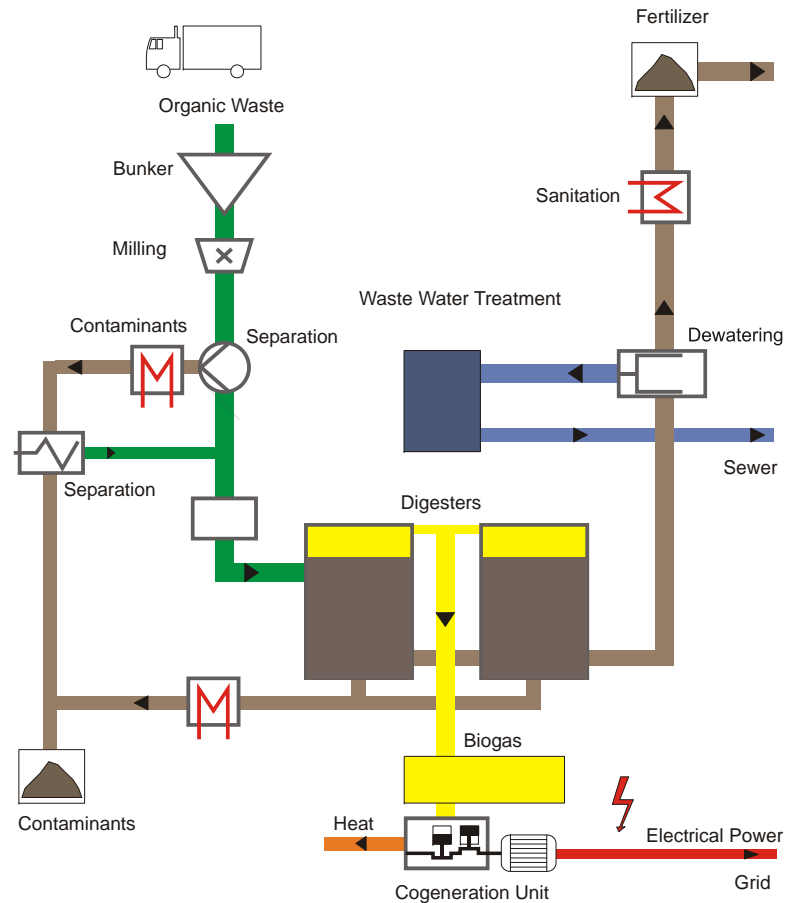 Fertilizer
Organic Waste
Bunker
Sanitation
Milling
Waste Water Treatment
Contaminants
Separation
Dewatering
Sewer
Separation
Digesters
Biogas
Contaminants
Heat
Electrical Power
Grid
Cogeneration Unit